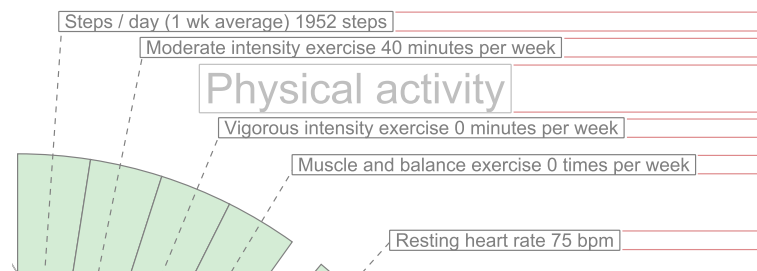 Steps / day (1 wk average) 1952 steps
Moderate intensity exercise 40 minutes per week
Physical activity
Vigorous intensity exercise 0 minutes per week
Muscle and balance exercise 0 times per week
Resting heart rate 75 bpm